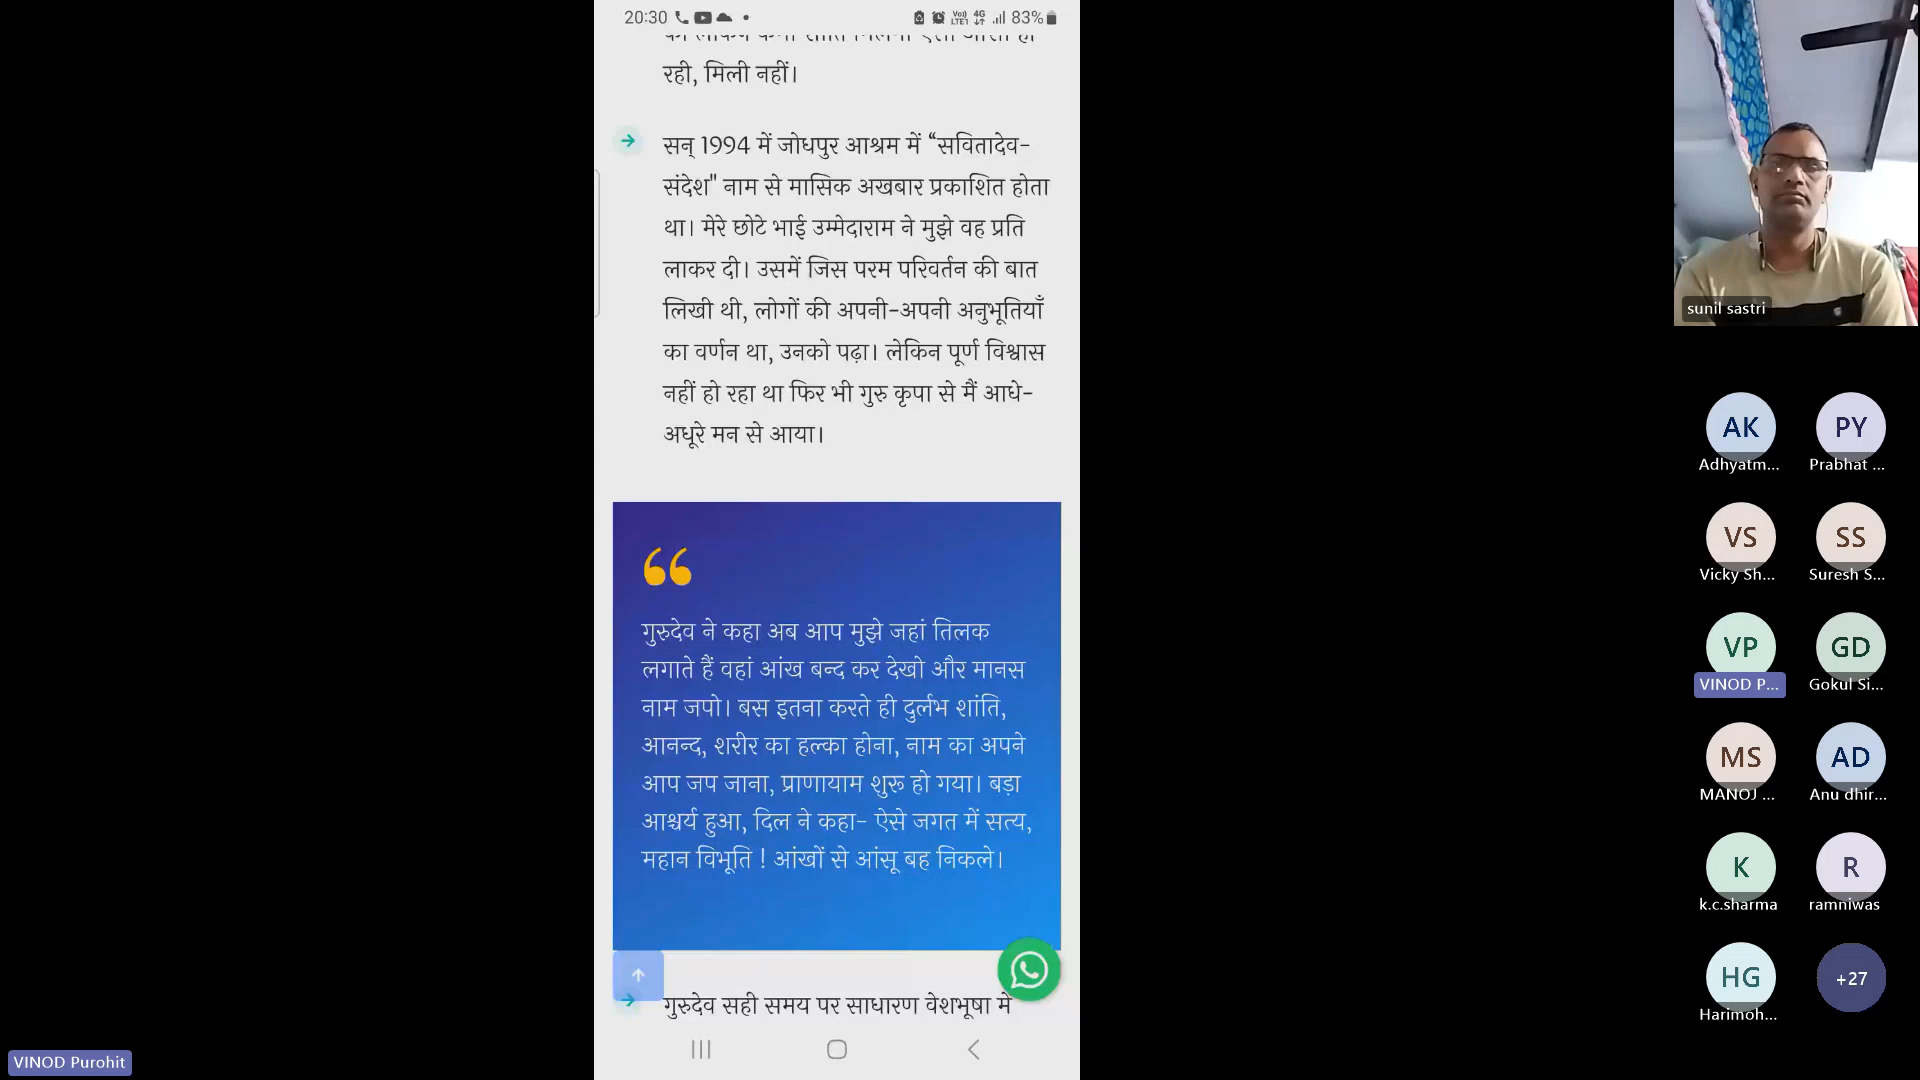 20:30
Vo)) LTE1 4G 83%
रही, मिली नहीं।
सन् 1994 में जोधपुर आश्रम में “सवितादेव-
संदेश" नाम से मासिक अखबार प्रकाशित होता
था। मेरे छोटे भाई उम्मेदाराम ने मुझे वह प्रति
लाकर दी। उसमें जिस परम परिवर्तन की बात
लिखी थी, लोगों की अपनी-अपनी अनुभूतियाँ
का वर्णन था, उनको पढ़ा। लेकिन पूर्ण विश्वास
नहीं हो रहा था फिर भी गुरु कृपा से मैं आधे-
अधूरे मन से आया।
गुरुदेव ने कहा अब आप मुझे जहां तिलक
लगाते हैं वहां आंख बन्द कर देखो और मानस
नाम जपो। बस इतना करते ही दुर्लभ शांति,
आनन्द, शरीर का हल्का होना, नाम का अपने
आप जप जाना, प्राणायाम शुरू हो गया। बड़ा
आश्चर्य हुआ, दिल ने कहा- ऐसे जगत में सत्य,
महान विभूति ! आंखों से आंसू बह निकले।
गुरुदेव सही समय पर साधारण वेशभूषा में
VINOD Purohit
sunil sastri
AK
Adhyatm...
PY
Prabhat ...
VS
Vicky Sh...
SS
Suresh S...
VP
VINOD P...
GD
Gokul Si...
MS
MANOJ ...
AD
Anu dhir...
K
k.c.sharma
R
ramniwas
HG
Harimoh...
+27